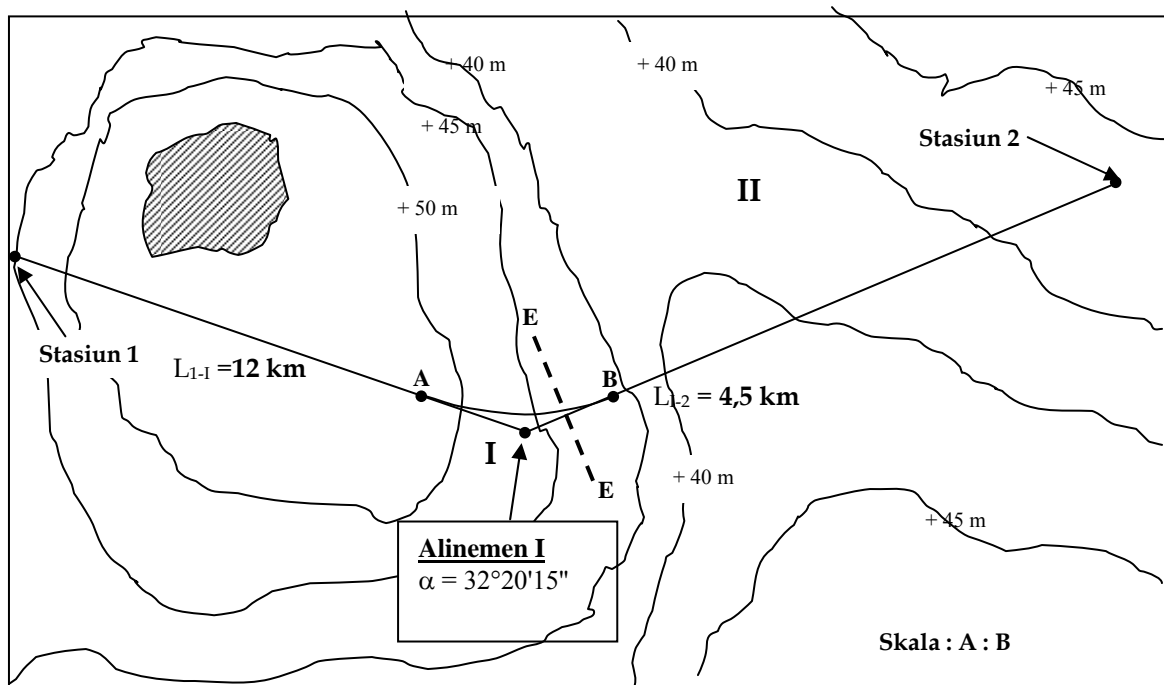 + 40 m
+ 40 m
+ 45 m
+ 45 m
Stasiun 2
II
+ 50 m
E
Stasiun 1
L1-I =12 km
A
B
LI-2 = 4,5 km
I
+ 40 m
E
+ 45 m
Alinemen I
α = 32°20'15"
Skala : A : B